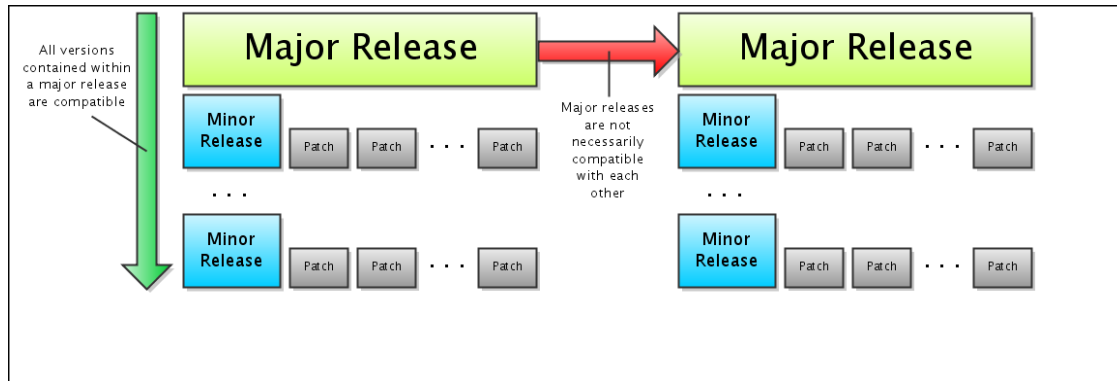 All versions
contained within
a major release
are compatible
Major Release
Major releases
are not
necessarily
compatible
with each
other
Major Release
Minor
Release
Patch
Patch
. . .
Patch
. . .
Minor
Release
Patch
Patch
. . .
Patch
Minor
Release
Patch
Patch
. . .
Patch
. . .
Minor
Release
Patch
Patch
. . .
Patch